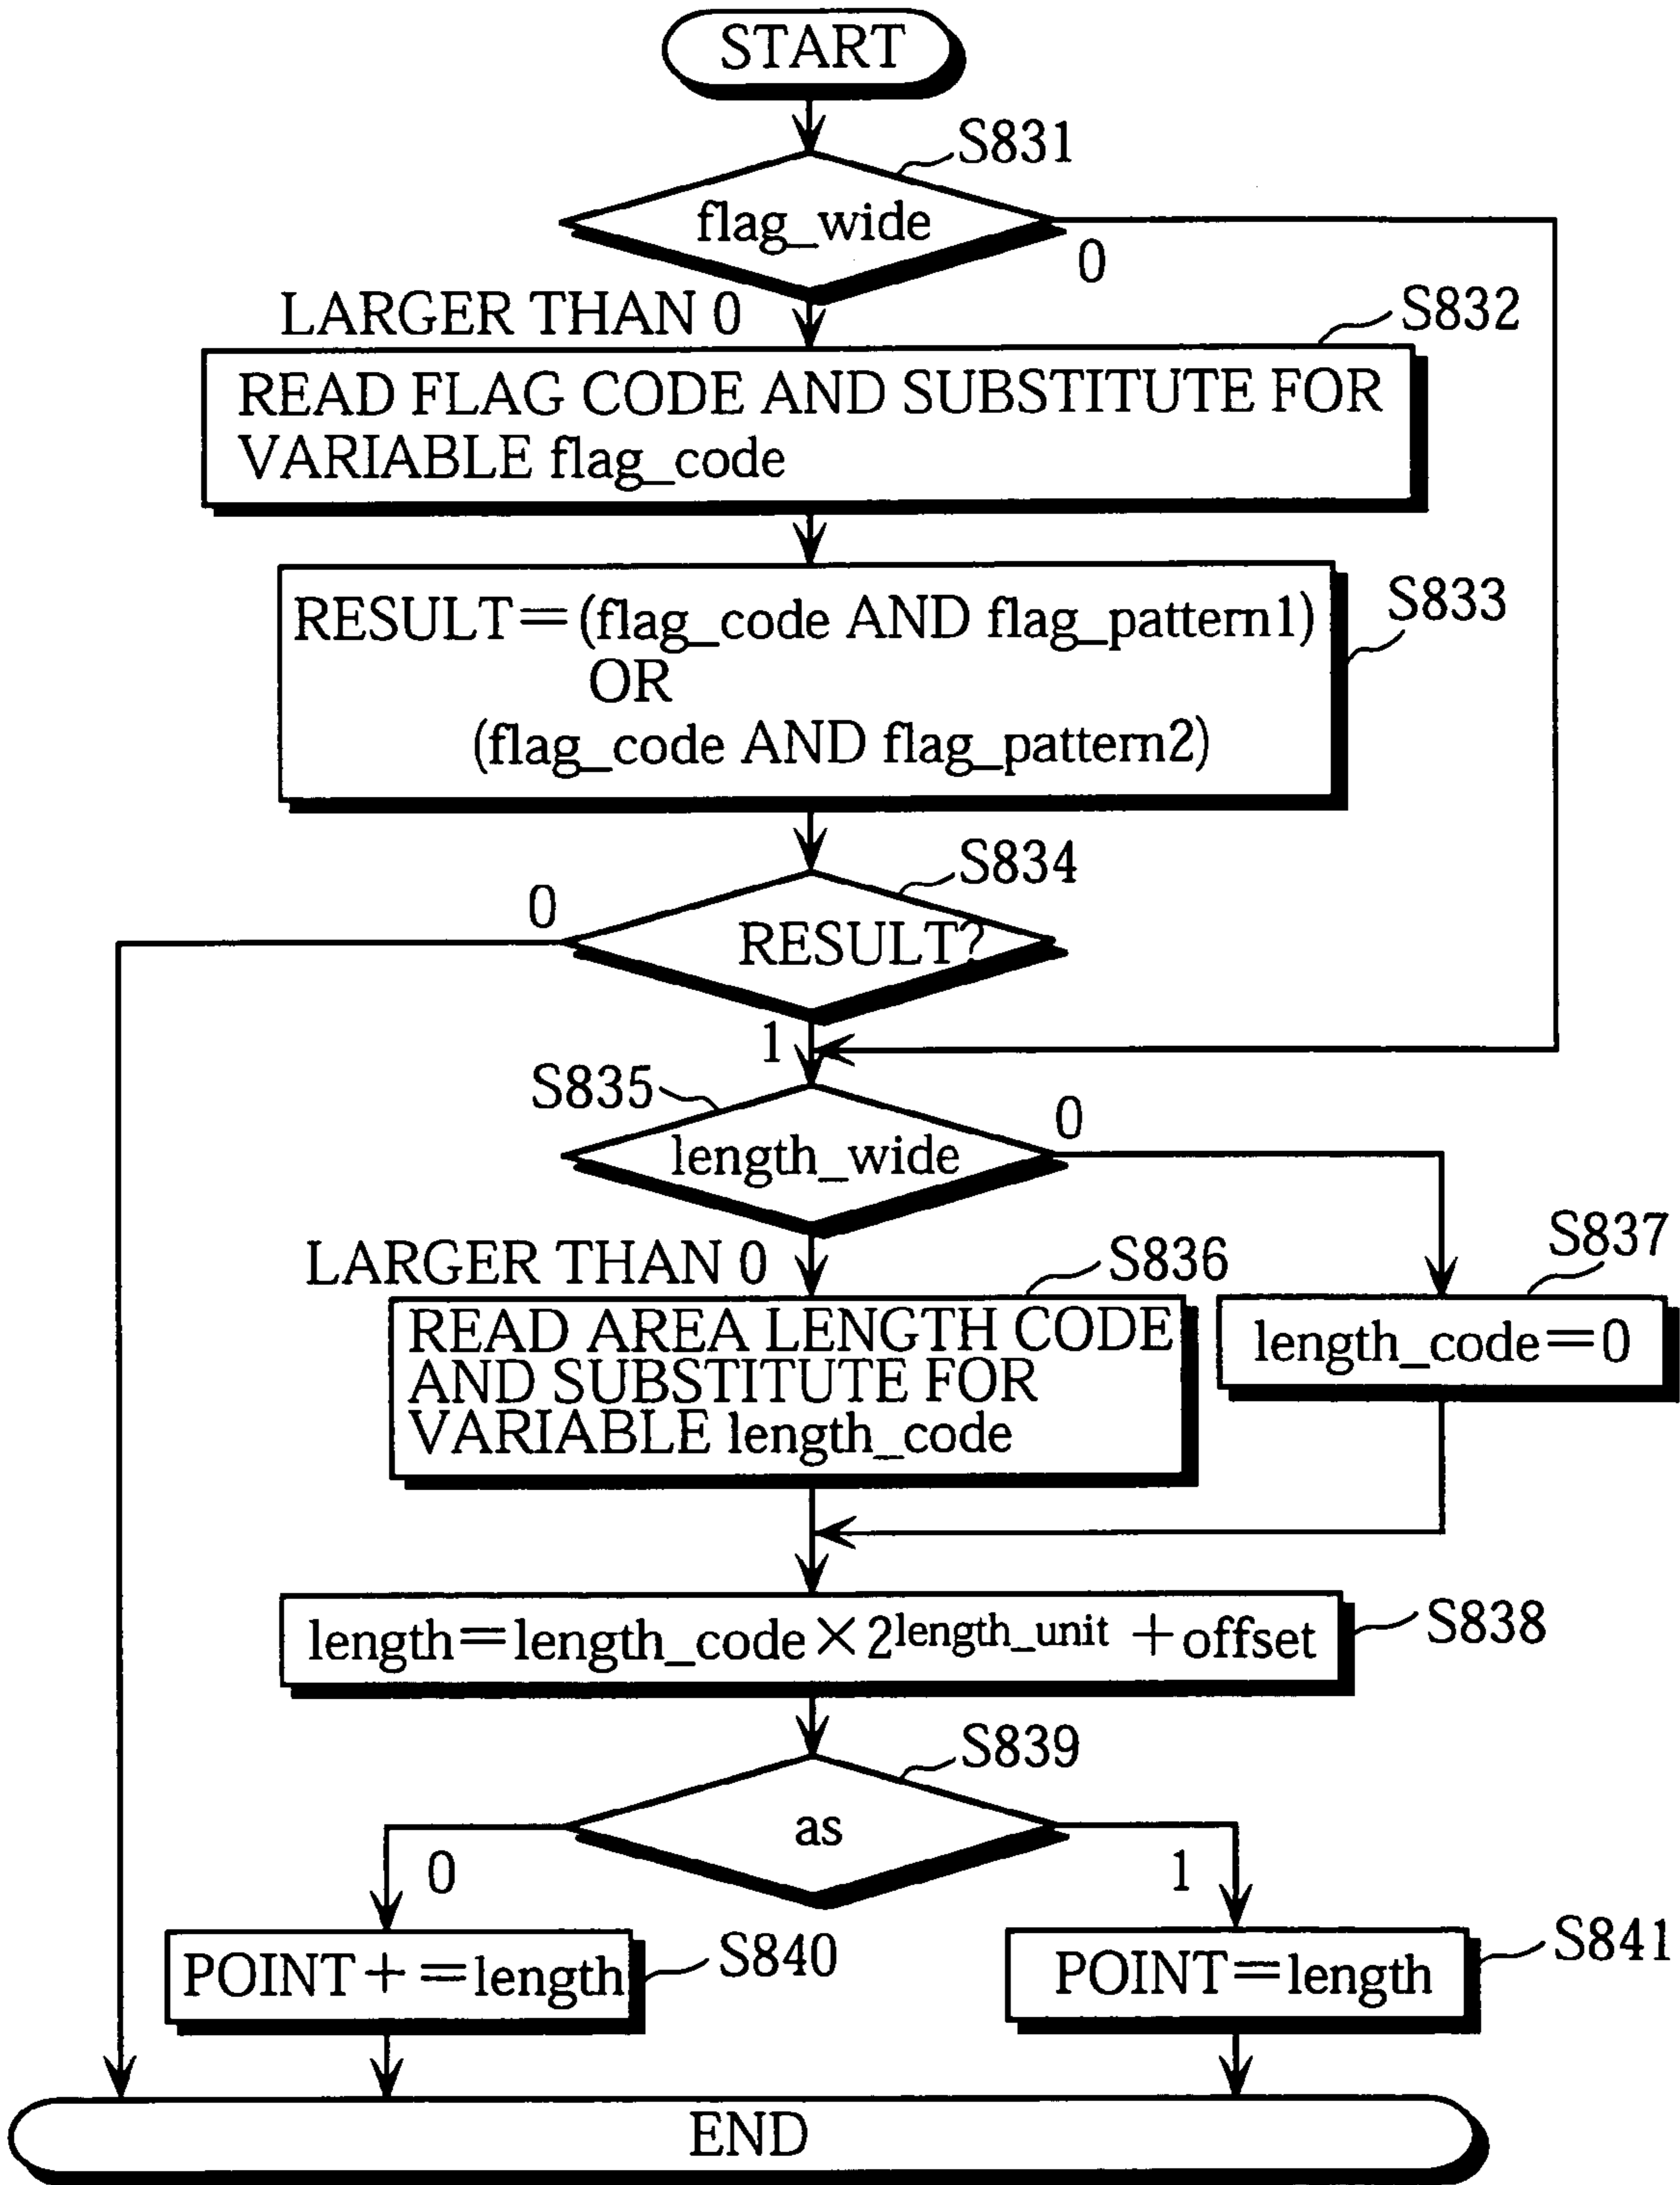 START
S831
flag_wide
0
LARGER THAN 0
S832
READ FLAG CODE AND SUBSTITUTE FOR
VARIABLE flag_code
S833
RESULT=(flag_code AND flag_pattern1)
OR
(flag_code AND flag_pattern2)
S834
0
RESULT?
1
S835
0
length_wide
LARGER THAN 0
S836
S837
READ AREA LENGTH CODE
AND SUBSTITUTE FOR
VARIABLE length_code
length_code=0
length=length_code×2^length_unit +offset
S838
S839
as
0
1
POINT+=length
S840
POINT=length
S841
END